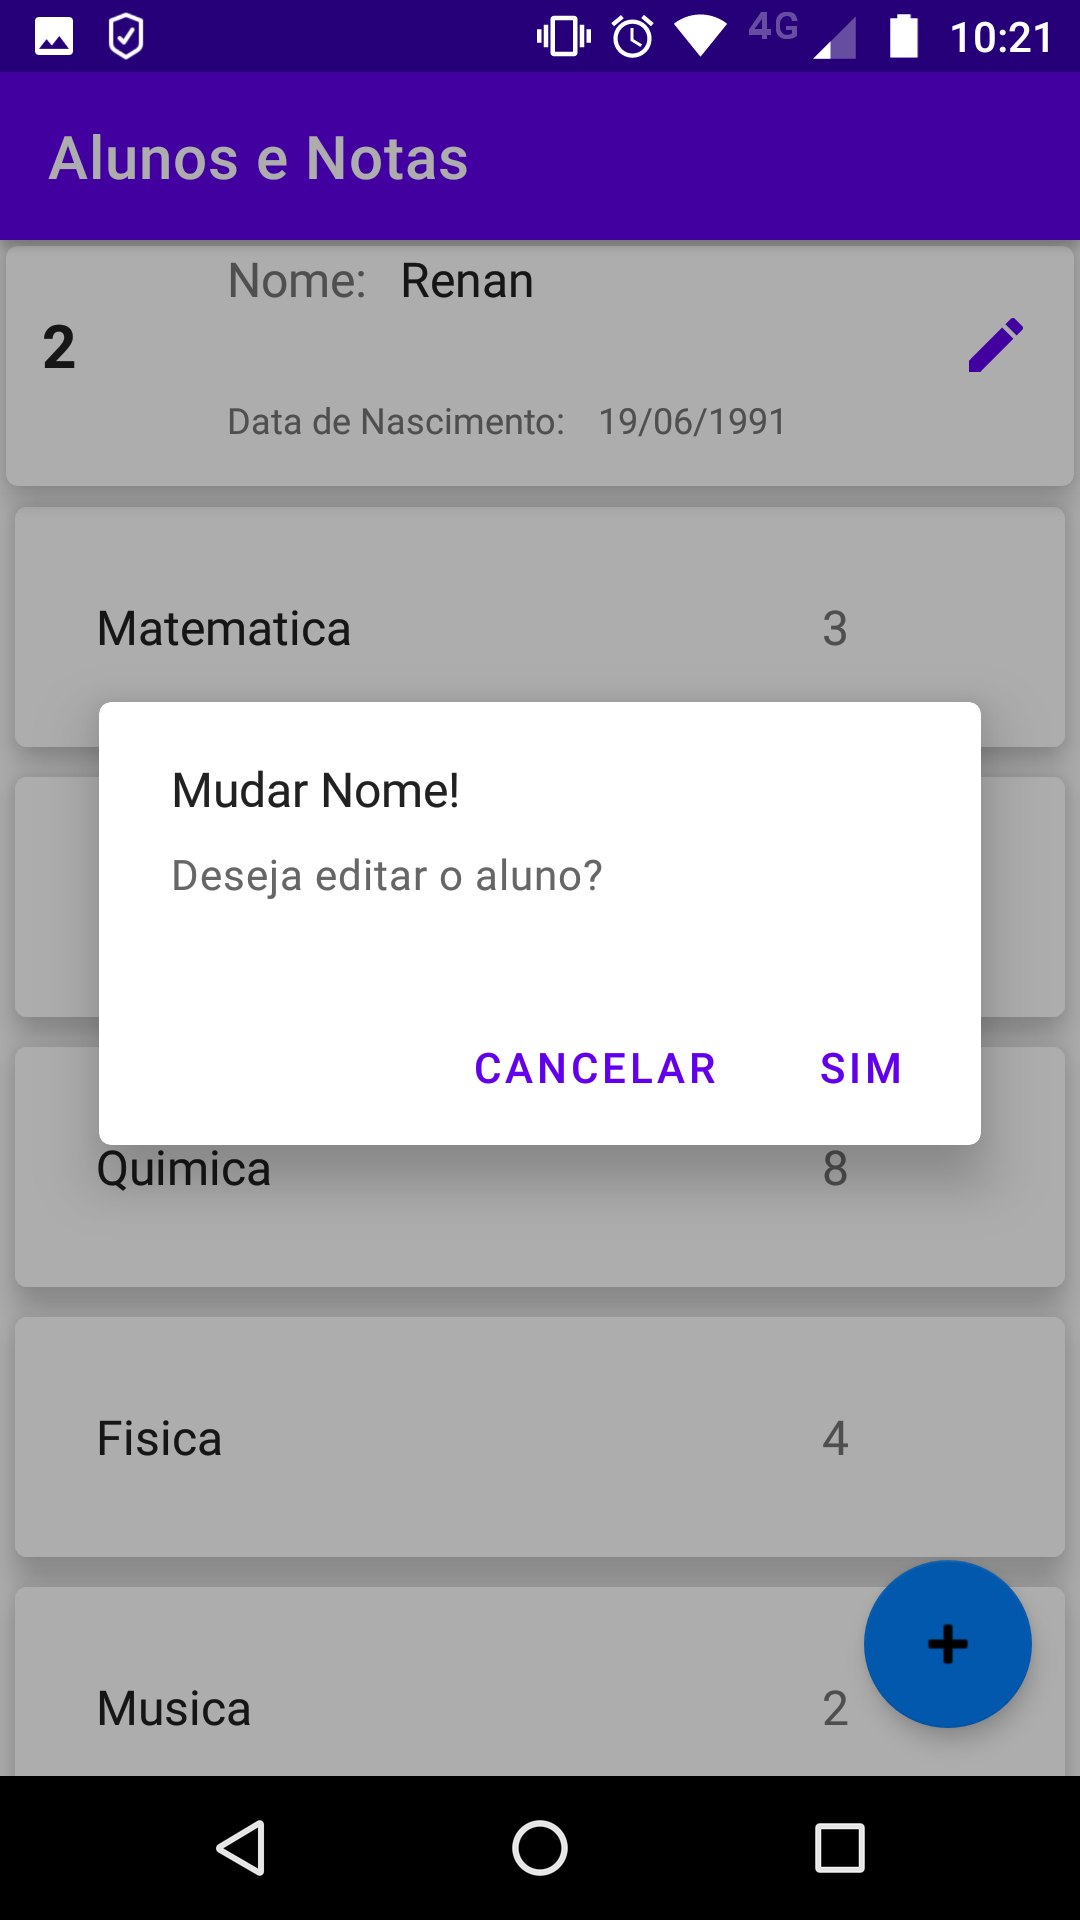 4G 10:21
Alunos e Notas
Nome: Renan
2
Data de Nascimento: 19/06/1991
Matematica 3
Mudar Nome!
Deseja editar o aluno?
CANCELAR SIM
Quimica 8
Fisica 4
Musica 2